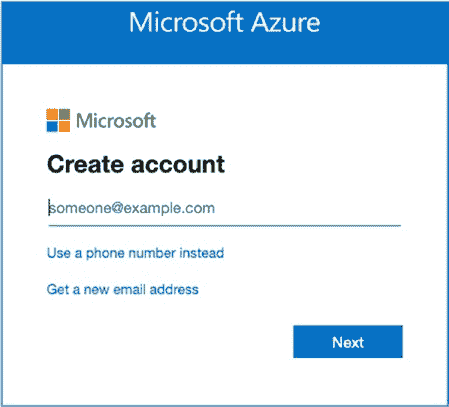 Microsoft Azure
Microsoft
Create account
someone@example.com
Use a phone number instead
Get a new email address
Next